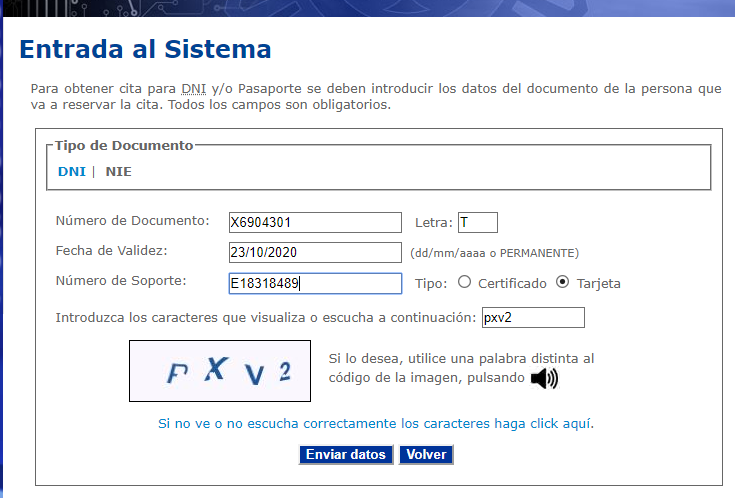 Entrada al Sistema
Para obtener cita para DNI y/o Pasaporte se deben introducir los datos del documento de la persona que
va a reservar la cita. Todos los campos son obligatorios.
Tipo de Documento
DNI | NIE
Número de Documento: X6904301 Letra: T
Fecha de Validez: 23/10/2020 (dd/mm/aaaa o PERMANENTE)
Número de Soporte: E18318489 Tipo: Certificado Tarjeta
Introduzca los caracteres que visualiza o escucha a continuación: pxv2
P X V 2
Si lo desea, utilice una palabra distinta al
código de la imagen, pulsando
Si no ve o no escucha correctamente los caracteres haga click aquí.
Enviar datos Volver